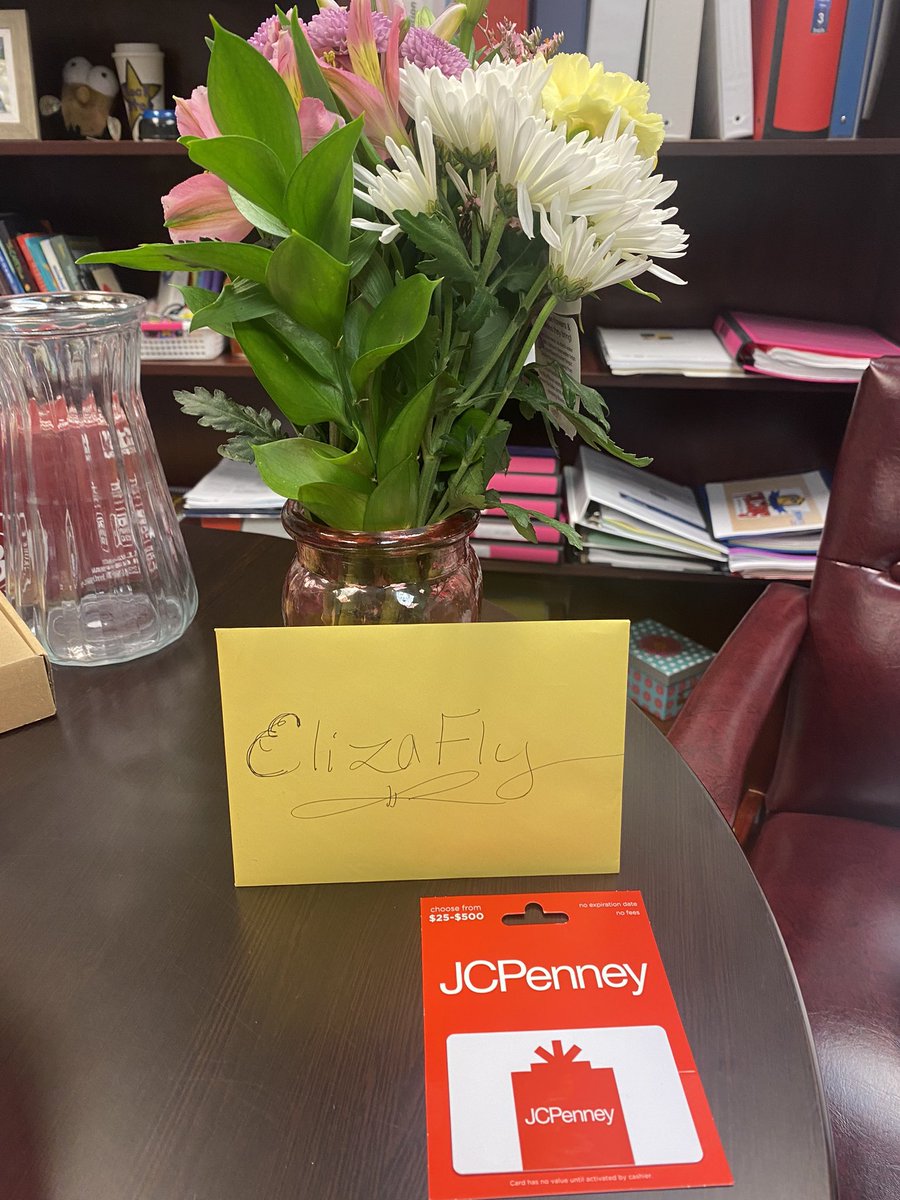 3
ElizaFly
choose from
$25-$500
no expiration date
no fees
JCPenney
JCPenney
Card has no value until activated by cashier.